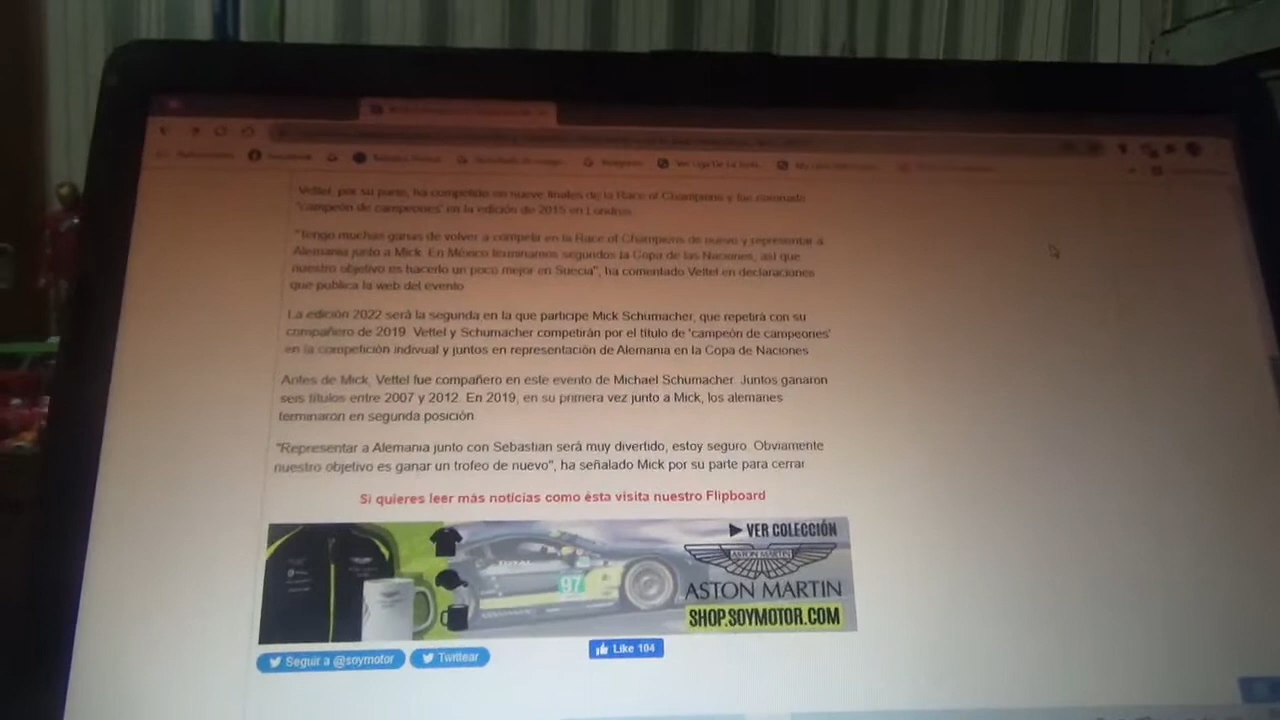 Vettel, por su parte, ha competido en nueve finales de la Race of Champions y fue coronado
'campeón de campeones' en la edición de 2015 en Londres.
"Tengo muchas ganas de volver a competir en la Race of Champions de nuevo y representar a
Alemania junto a Mick. En México terminamos segundos la Copa de las Naciones, así que
nuestro objetivo es hacerlo un poco mejor en Suecia", ha comentado Vettel en declaraciones
que publica la web del evento
La edición 2022 será la segunda en la que participe Mick Schumacher, que repetirá con su
compañero de 2019. Vettel y Schumacher competirán por el título de 'campeón de campeones'
en la competición indivual y juntos en representación de Alemania en la Copa de Naciones
Antes de Mick, Vettel fue compañero en este evento de Michael Schumacher. Juntos ganaron
seis títulos entre 2007 y 2012. En 2019, en su primera vez junto a Mick, los alemanes
terminaron en segunda posición
"Representar a Alemania junto con Sebastian será muy divertido, estoy seguro. Obviamente
nuestro objetivo es ganar un trofeo de nuevo", ha señalado Mick por su parte para cerrar.
Si quieres leer más noticias como ésta visita nuestro Flipboard
VER COLECCIÓN
ASTON MARTIN
TOTAL
97
ASTON MARTIN
SHOP.SOYMOTOR.COM
Seguir a @soymotor
Twittear
Like 104